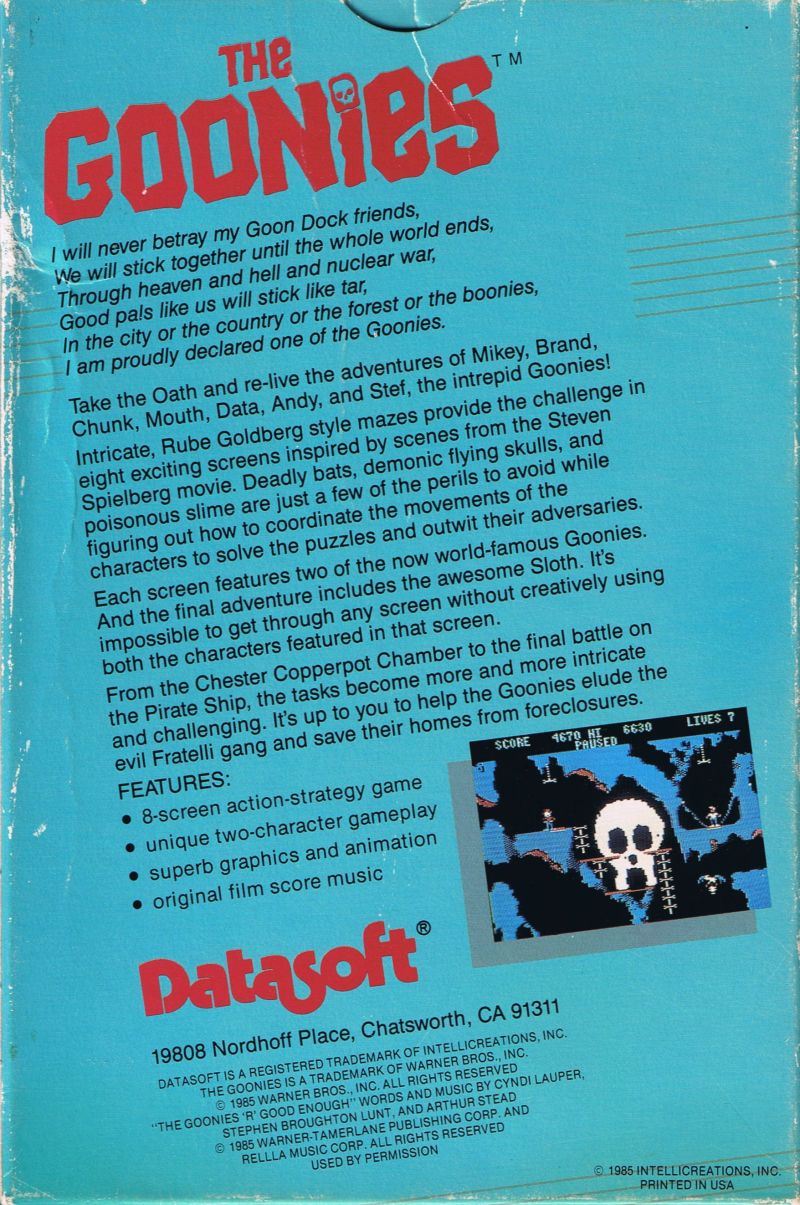 THE
GOONIES™
I will never betray my Goon Dock friends,
We will stick together until the whole world ends,
Through heaven and hell and nuclear war,
Good pals like us will stick like tar,
In the city or the country or the forest or the boonies,
I am proudly declared one of the Goonies.
Take the Oath and re-live the adventures of Mikey, Brand,
Chunk, Mouth, Data, Andy, and Stef, the intrepid Goonies!
Intricate, Rube Goldberg style mazes provide the challenge in
eight exciting screens inspired by scenes from the Steven
Spielberg movie. Deadly bats, demonic flying skulls, and
poisonous slime are just a few of the perils to avoid while
figuring out how to coordinate the movements of the
characters to solve the puzzles and outwit their adversaries.
Each screen features two of the now world-famous Goonies.
And the final adventure includes the awesome Sloth. It's
impossible to get through any screen without creatively using
both the characters featured in that screen.
From the Chester Copperpot Chamber to the final battle on
the Pirate Ship, the tasks become more and more intricate
and challenging. It's up to you to help the Goonies elude the
evil Fratelli gang and save their homes from foreclosures.
FEATURES:
• 8-screen action-strategy game
• unique two-character gameplay
• superb graphics and animation
• original film score music
SCORE 4670 HI 6630 LIVES 7
PAUSED
Datasoft®
19808 Nordhoff Place, Chatsworth, CA 91311
DATASOFT IS A REGISTERED TRADEMARK OF INTELLICREATIONS, INC.
THE GOONIES IS A TRADEMARK OF WARNER BROS., INC.
© 1985 WARNER BROS., INC. ALL RIGHTS RESERVED
"THE GOONIES 'R' GOOD ENOUGH" WORDS AND MUSIC BY CYNDI LAUPER,
STEPHEN BROUGHTON LUNT, AND ARTHUR STEAD
© 1985 WARNER-TAMERLANE PUBLISHING CORP. AND
RELLLA MUSIC CORP. ALL RIGHTS RESERVED
USED BY PERMISSION
© 1985 INTELLICREATIONS, INC.
PRINTED IN USA